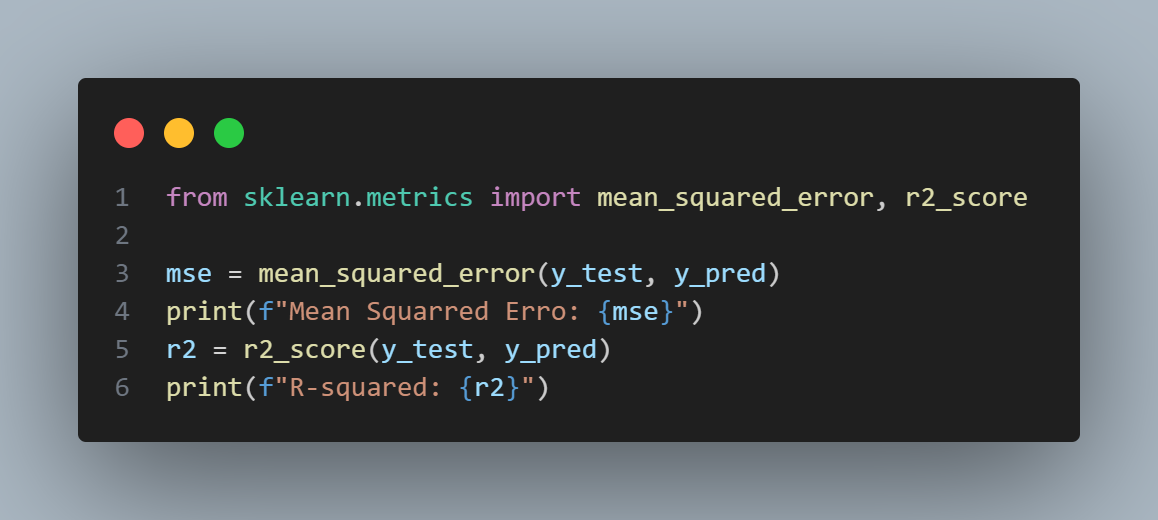 1 from sklearn.metrics import mean_squared_error, r2_score
2
3 mse = mean_squared_error(y_test, y_pred)
4 print(f"Mean Squarred Erro: {mse}")
5 r2 = r2_score(y_test, y_pred)
6 print(f"R-squared: {r2}")